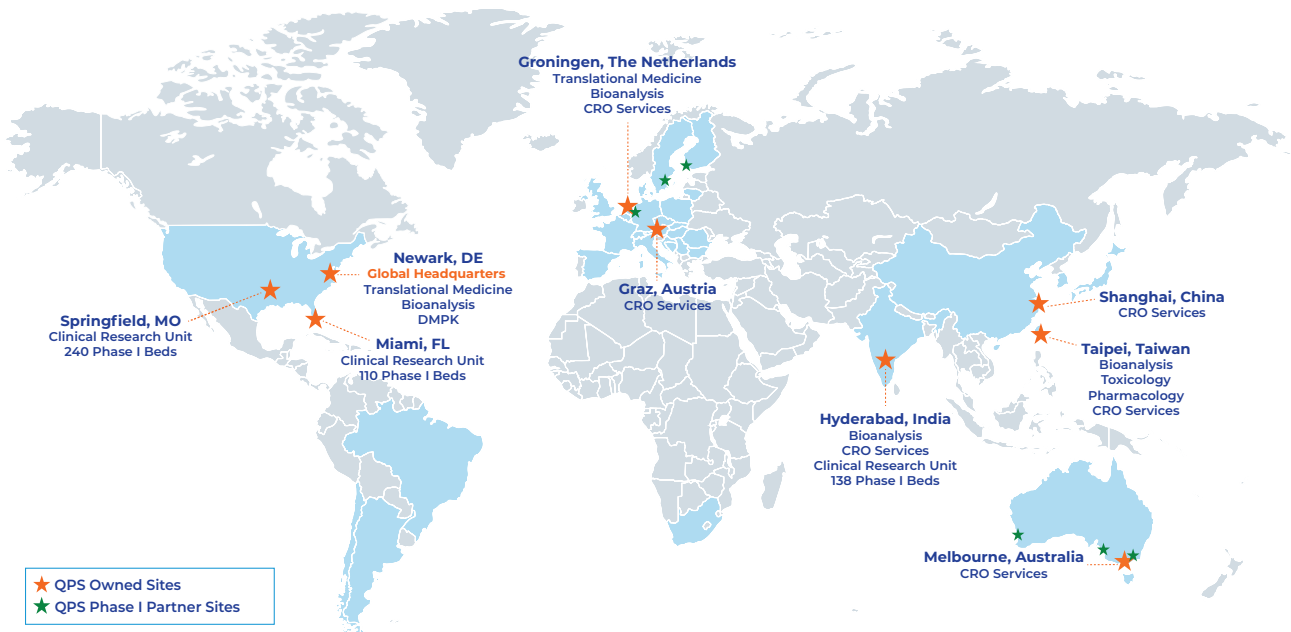 Groningen, The Netherlands
Translational Medicine
Bioanalysis
CRO Services
Newark, DE
Global Headquarters
Translational Medicine
Bioanalysis
DMPK
Springfield, MO
Clinical Research Unit
240 Phase I Beds
Miami, FL
Clinical Research Unit
110 Phase I Beds
Graz, Austria
CRO Services
Shanghai, China
CRO Services
Taipei, Taiwan
Bioanalysis
Toxicology
Pharmacology
CRO Services
Hyderabad, India
Bioanalysis
CRO Services
Clinical Research Unit
138 Phase I Beds
Melbourne, Australia
CRO Services
QPS Owned Sites
QPS Phase I Partner Sites